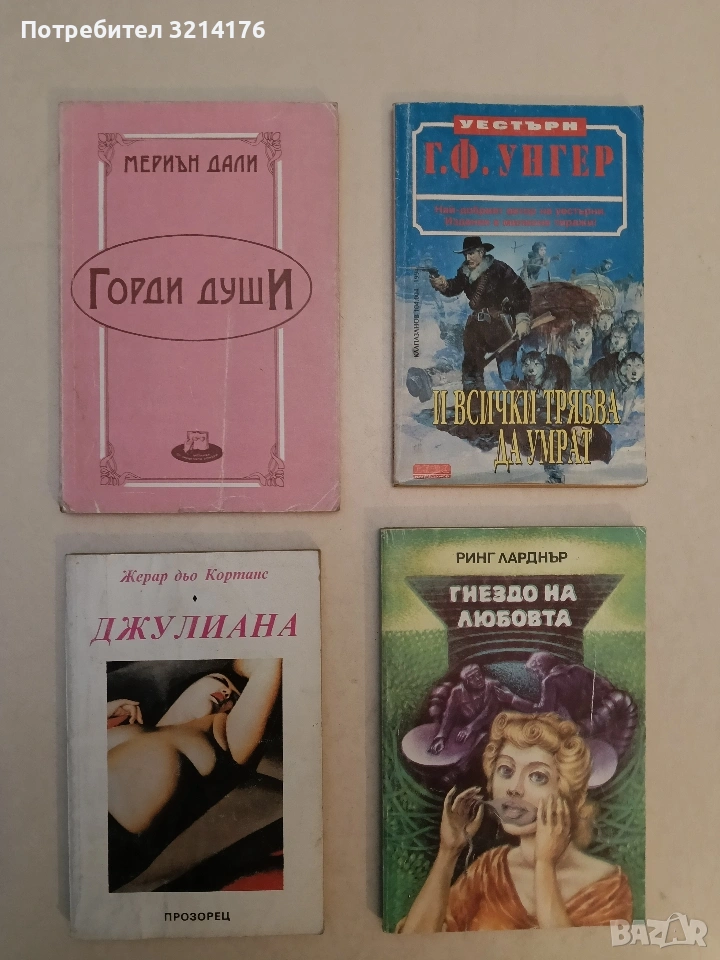 Потребител 3214176
МЕРИЪН ДАЛИ
ГОРДИ ДУШИ
УЕСТЪРН
Г.Ф. УНГЕР
И ВСИЧКИ ТРЯБВА
ДА УМРАТ
Жерар дьо Кортанс
ДЖУЛИАНА
ПРОЗОРЕЦ
РИНГ ЛАРДНЪР
ГНЕЗДО НА
ЛЮБОВТА
BAZAR